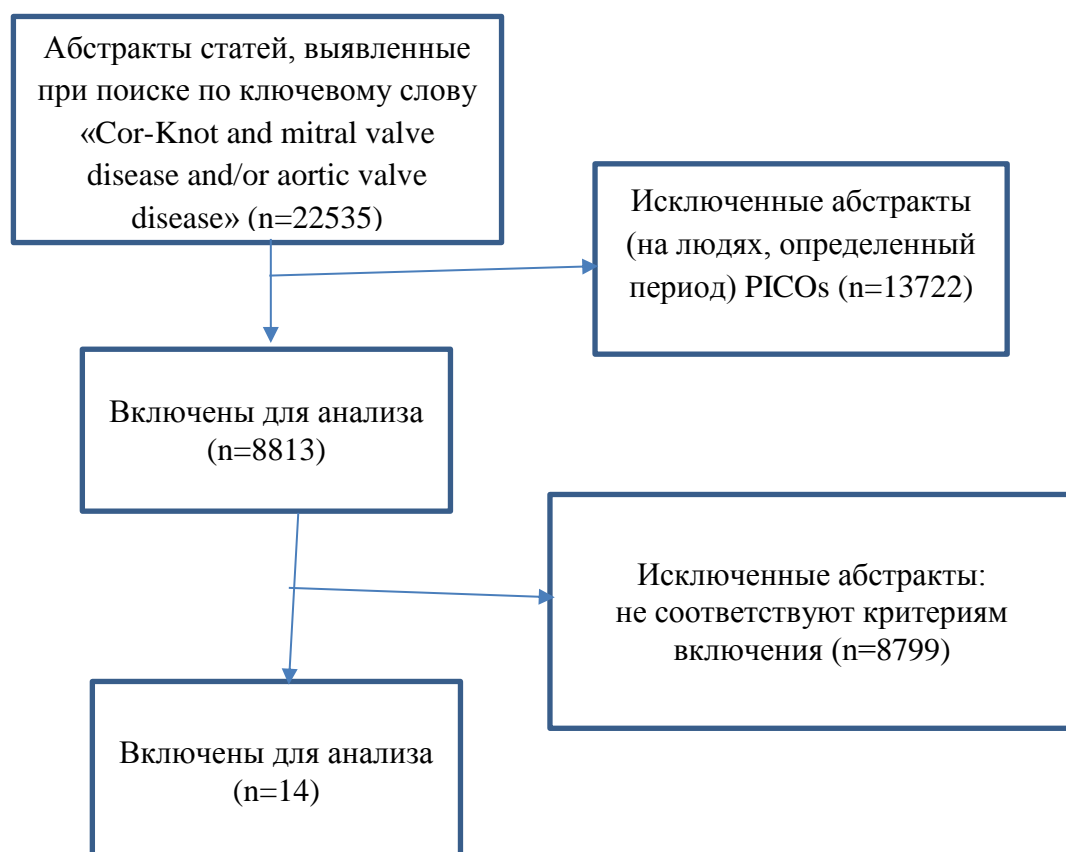 Абстракты статей, выявленные
при поиске по ключевому слову
«Cor-Knot and mitral valve
disease and/or aortic valve
disease» (n=22535)
Исключенные абстракты
(на людях, определенный
период) PICOs (n=13722)
Включены для анализа
(n=8813)
Исключенные абстракты:
не соответствуют критериям
включения (n=8799)
Включены для анализа
(n=14)